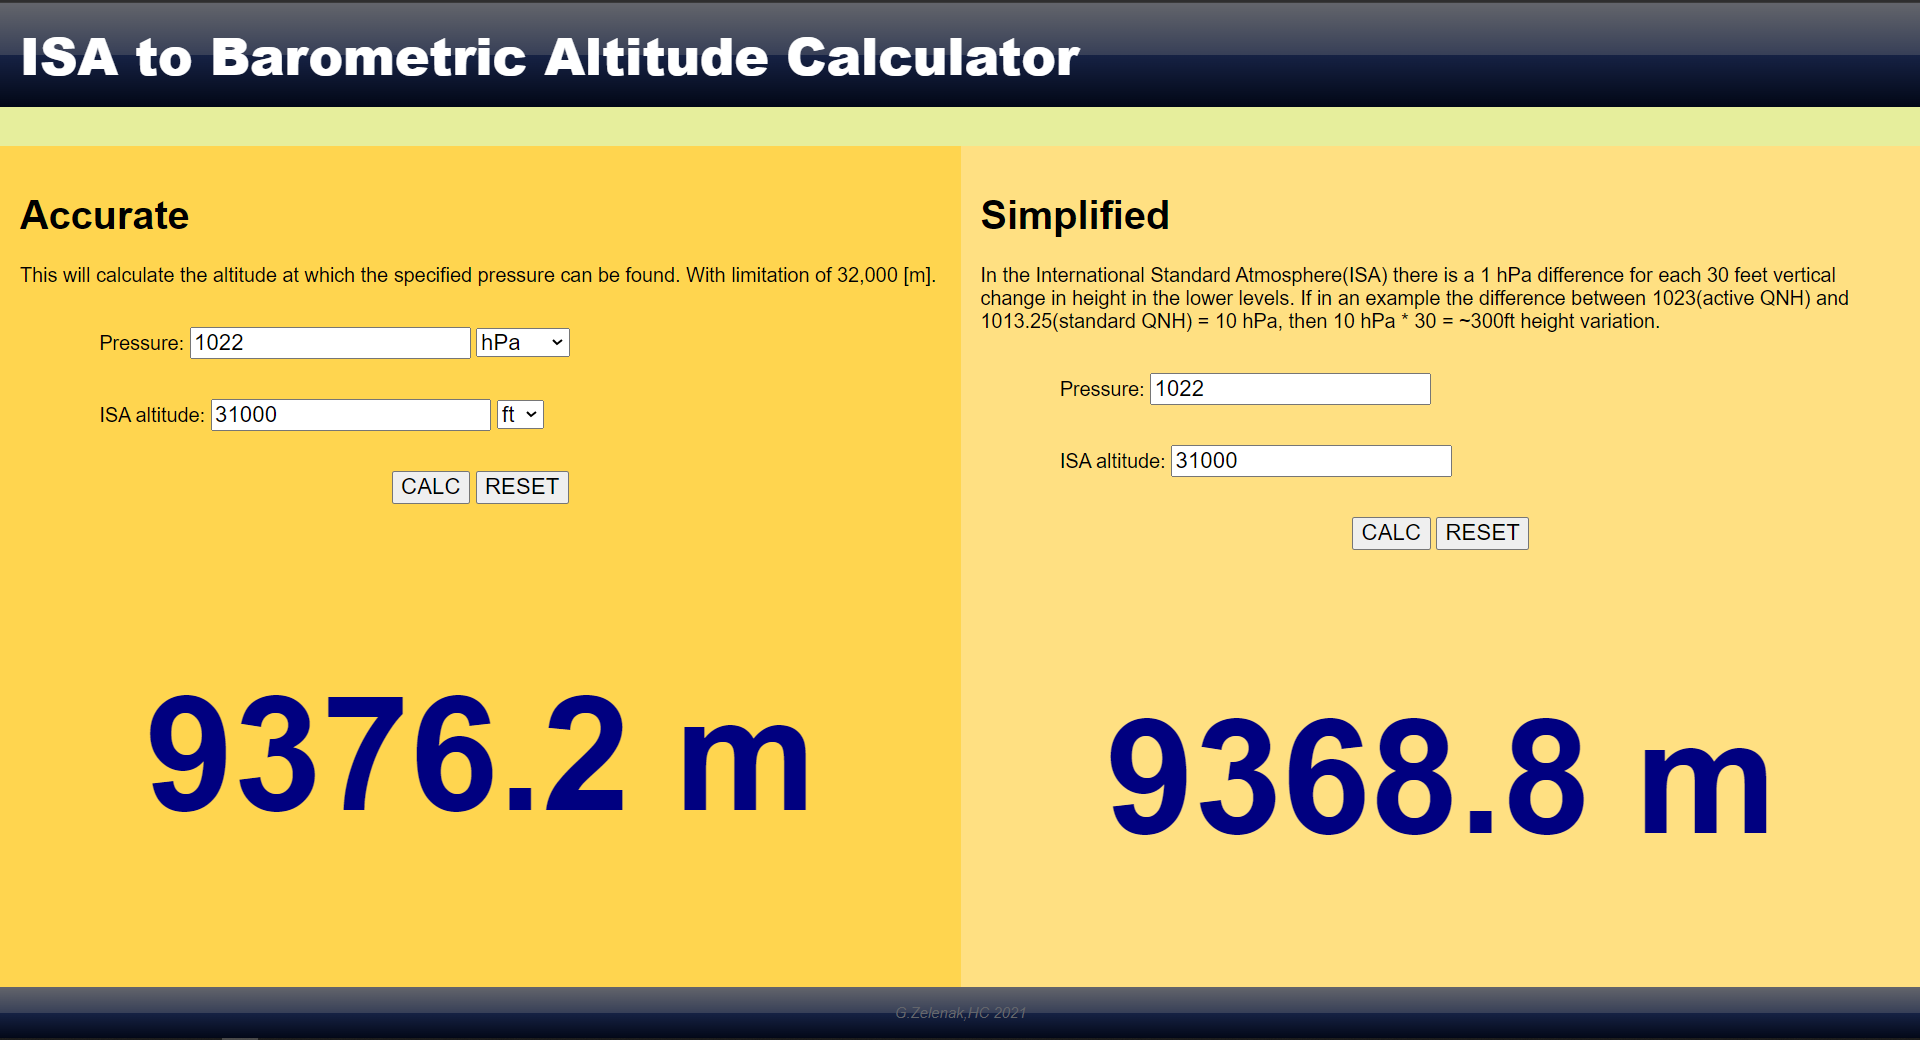 ISA to Barometric Altitude Calculator
Accurate
This will calculate the altitude at which the specified pressure can be found. With limitation of 32,000 [m].
Pressure: 1022 hPa
ISA altitude: 31000 ft
CALC RESET
9376.2 m
Simplified
In the International Standard Atmosphere(ISA) there is a 1 hPa difference for each 30 feet vertical
change in height in the lower levels. If in an example the difference between 1023(active QNH) and
1013.25(standard QNH) = 10 hPa, then 10 hPa * 30 = ~300ft height variation.
Pressure: 1022
ISA altitude: 31000
CALC RESET
9368.8 m
G.Zelenak,HC 2021